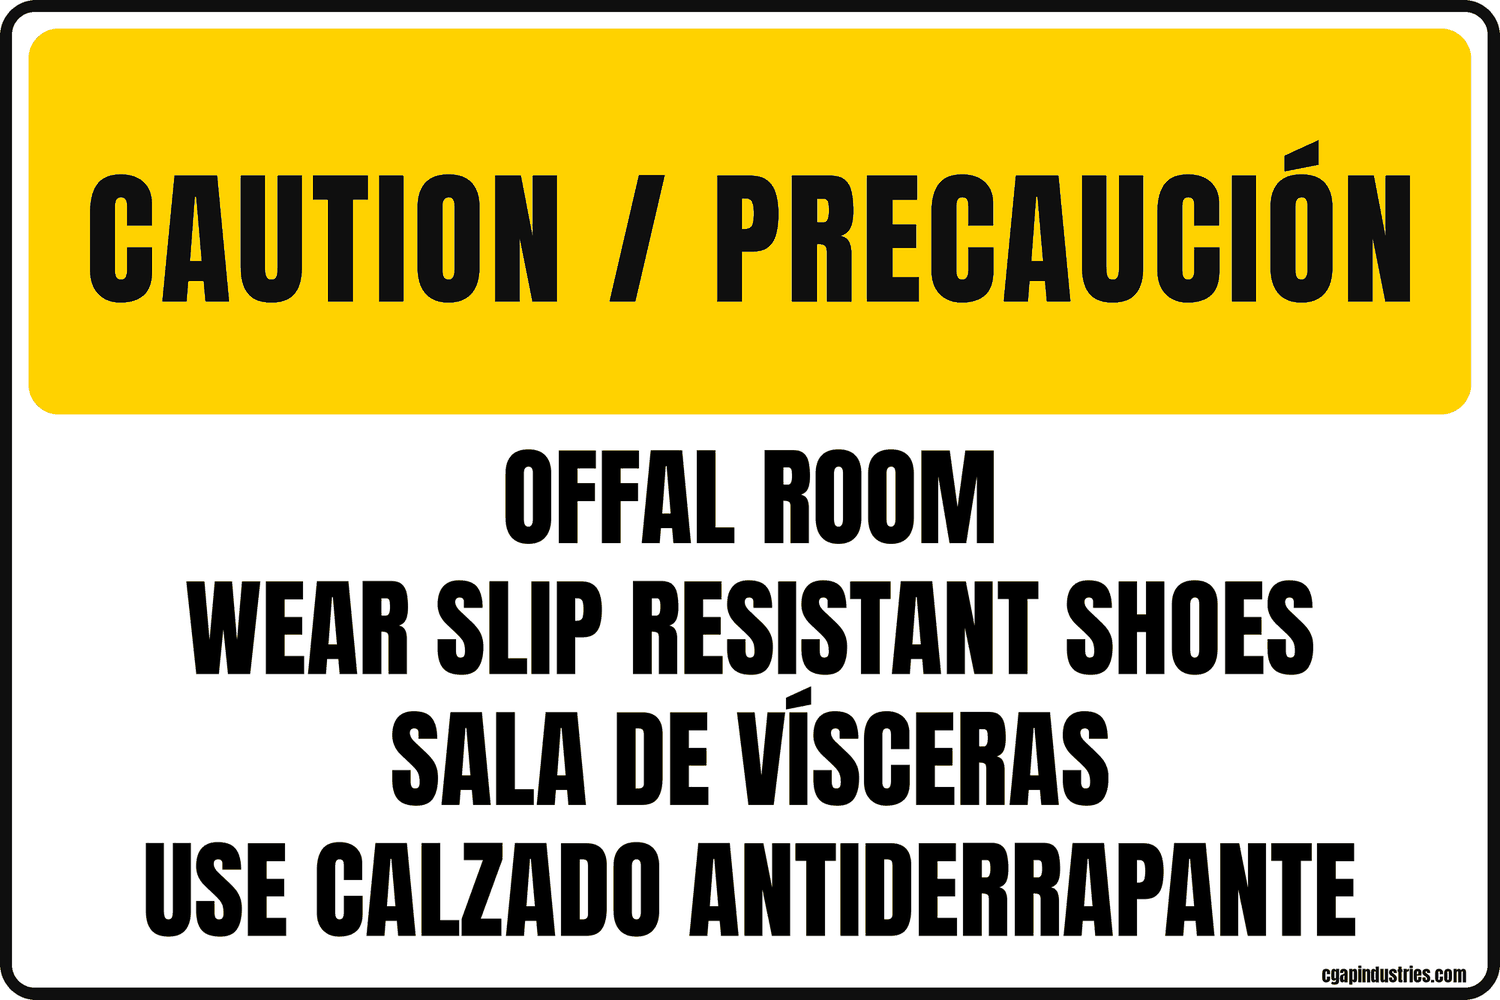 CAUTION / PRECAUCIÓN
OFFAL ROOM
WEAR SLIP RESISTANT SHOES
SALA DE VÍSCERAS
USE CALZADO ANTIDERRAPANTE
cgapindustries.com